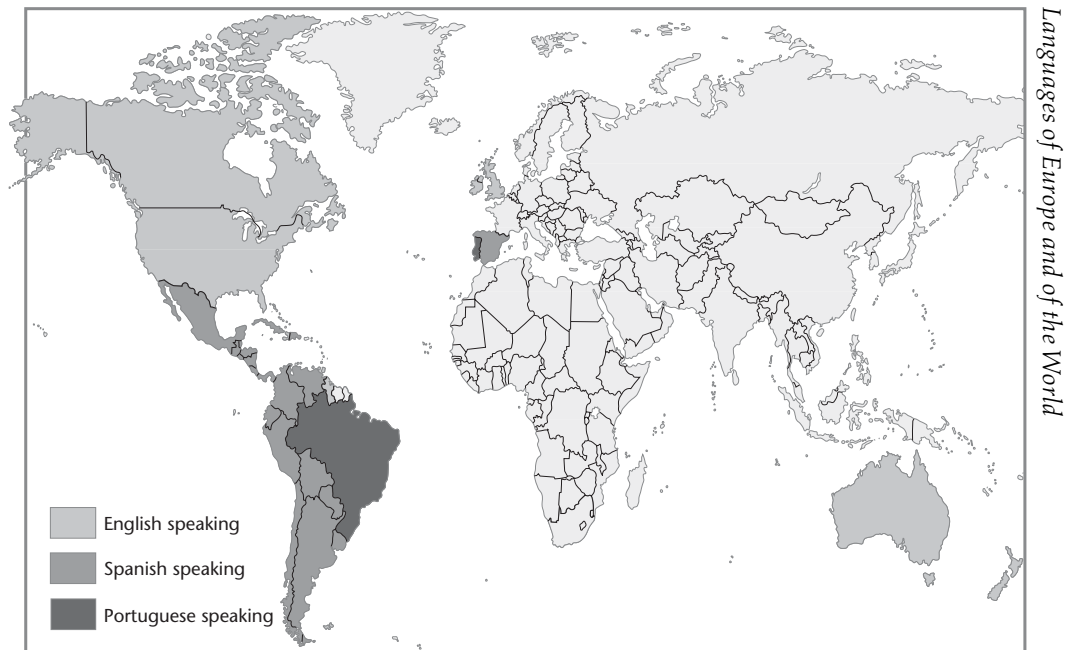 Languages of Europe and of the World
English speaking
Spanish speaking
Portuguese speaking